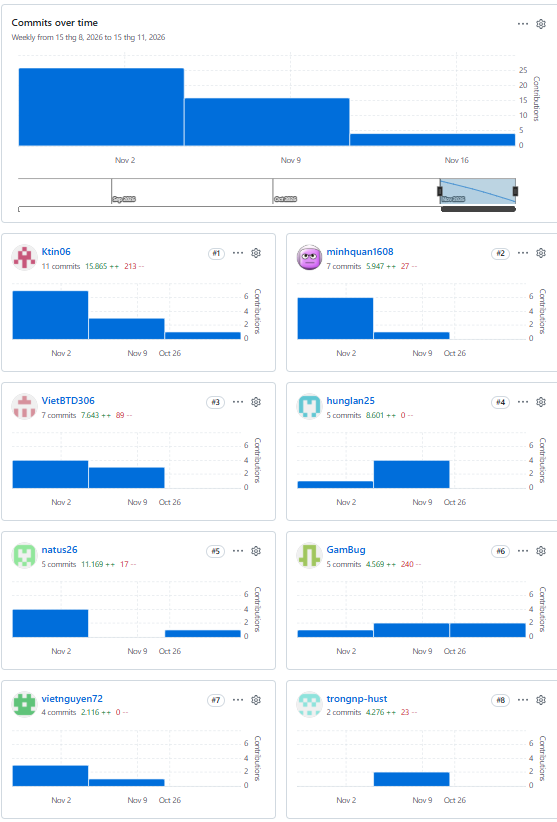 Commits over time
Weekly from 15 thg 8, 2026 to 15 thg 11, 2026
25
20
15
10
5
0
Contributions
Nov 2 Nov 9 Nov 16
Sep 2026 Oct 2026 Nov 2026
Ktin06 #1
11 commits 15.865 ++ 213 --
6
4
2
0
Contributions
Nov 2 Nov 9 Oct 26
minhquan1608 #2
7 commits 5.947 ++ 27 --
6
4
2
0
Contributions
Nov 2 Nov 9 Oct 26
VietBTD306 #3
7 commits 7.643 ++ 89 --
6
4
2
0
Contributions
Nov 2 Nov 9 Oct 26
hunglan25 #4
5 commits 8.601 ++ 0 --
6
4
2
0
Contributions
Nov 2 Nov 9 Oct 26
natus26 #5
5 commits 11.169 ++ 17 --
6
4
2
0
Contributions
Nov 2 Nov 9 Oct 26
GamBug #6
5 commits 4.569 ++ 240 --
6
4
2
0
Contributions
Nov 2 Nov 9 Oct 26
vietnguyen72 #7
4 commits 2.116 ++ 0 --
6
4
2
0
Contributions
Nov 2 Nov 9 Oct 26
trongnp-hust #8
2 commits 4.276 ++ 23 --
6
4
2
0
Contributions
Nov 2 Nov 9 Oct 26